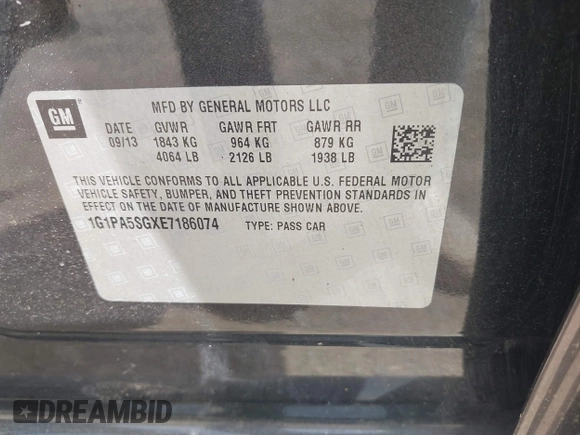 GM
MFD BY GENERAL MOTORS LLC
DATE GVWR GAWR FRT GAWR RR
09/13 1843 KG 964 KG 879 KG
4064 LB 2126 LB 1938 LB
THIS VEHICLE CONFORMS TO ALL APPLICABLE U.S. FEDERAL MOTOR
VEHICLE SAFETY, BUMPER, AND THEFT PREVENTION STANDARDS IN
EFFECT ON THE DATE OF MANUFACTURE SHOWN ABOVE.
1G1PA5SGXE7186074 TYPE: PASS CAR
DREAMBID